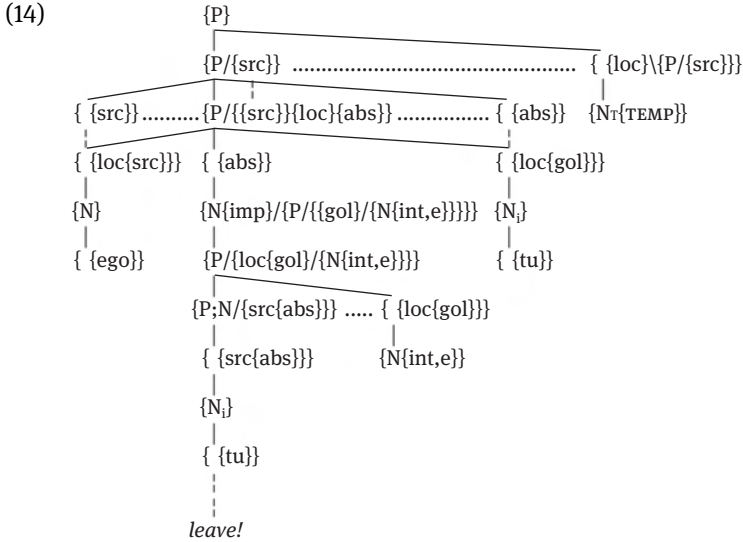 (14) {P}
{P/{src}} ................................................ { {loc}\{P/{src}}}
{ {src}..........{P/{{src}}{loc}{abs}} ................ { {abs}} {NT{TEMP}}
{ {loc{src}}} { {abs}} { {loc{gol}}}
{N} {N{imp}/{P/{{gol}/{N{int,e}}}}} {Ni}
{ {ego}} {P/{loc{gol}/{N{int,e}}}} { {tu}}
{P;N/{src{abs}}} ..... { {loc{gol}}}
{ {src{abs}}} {N{int,e}}
{Ni}
{ {tu}}
leave!